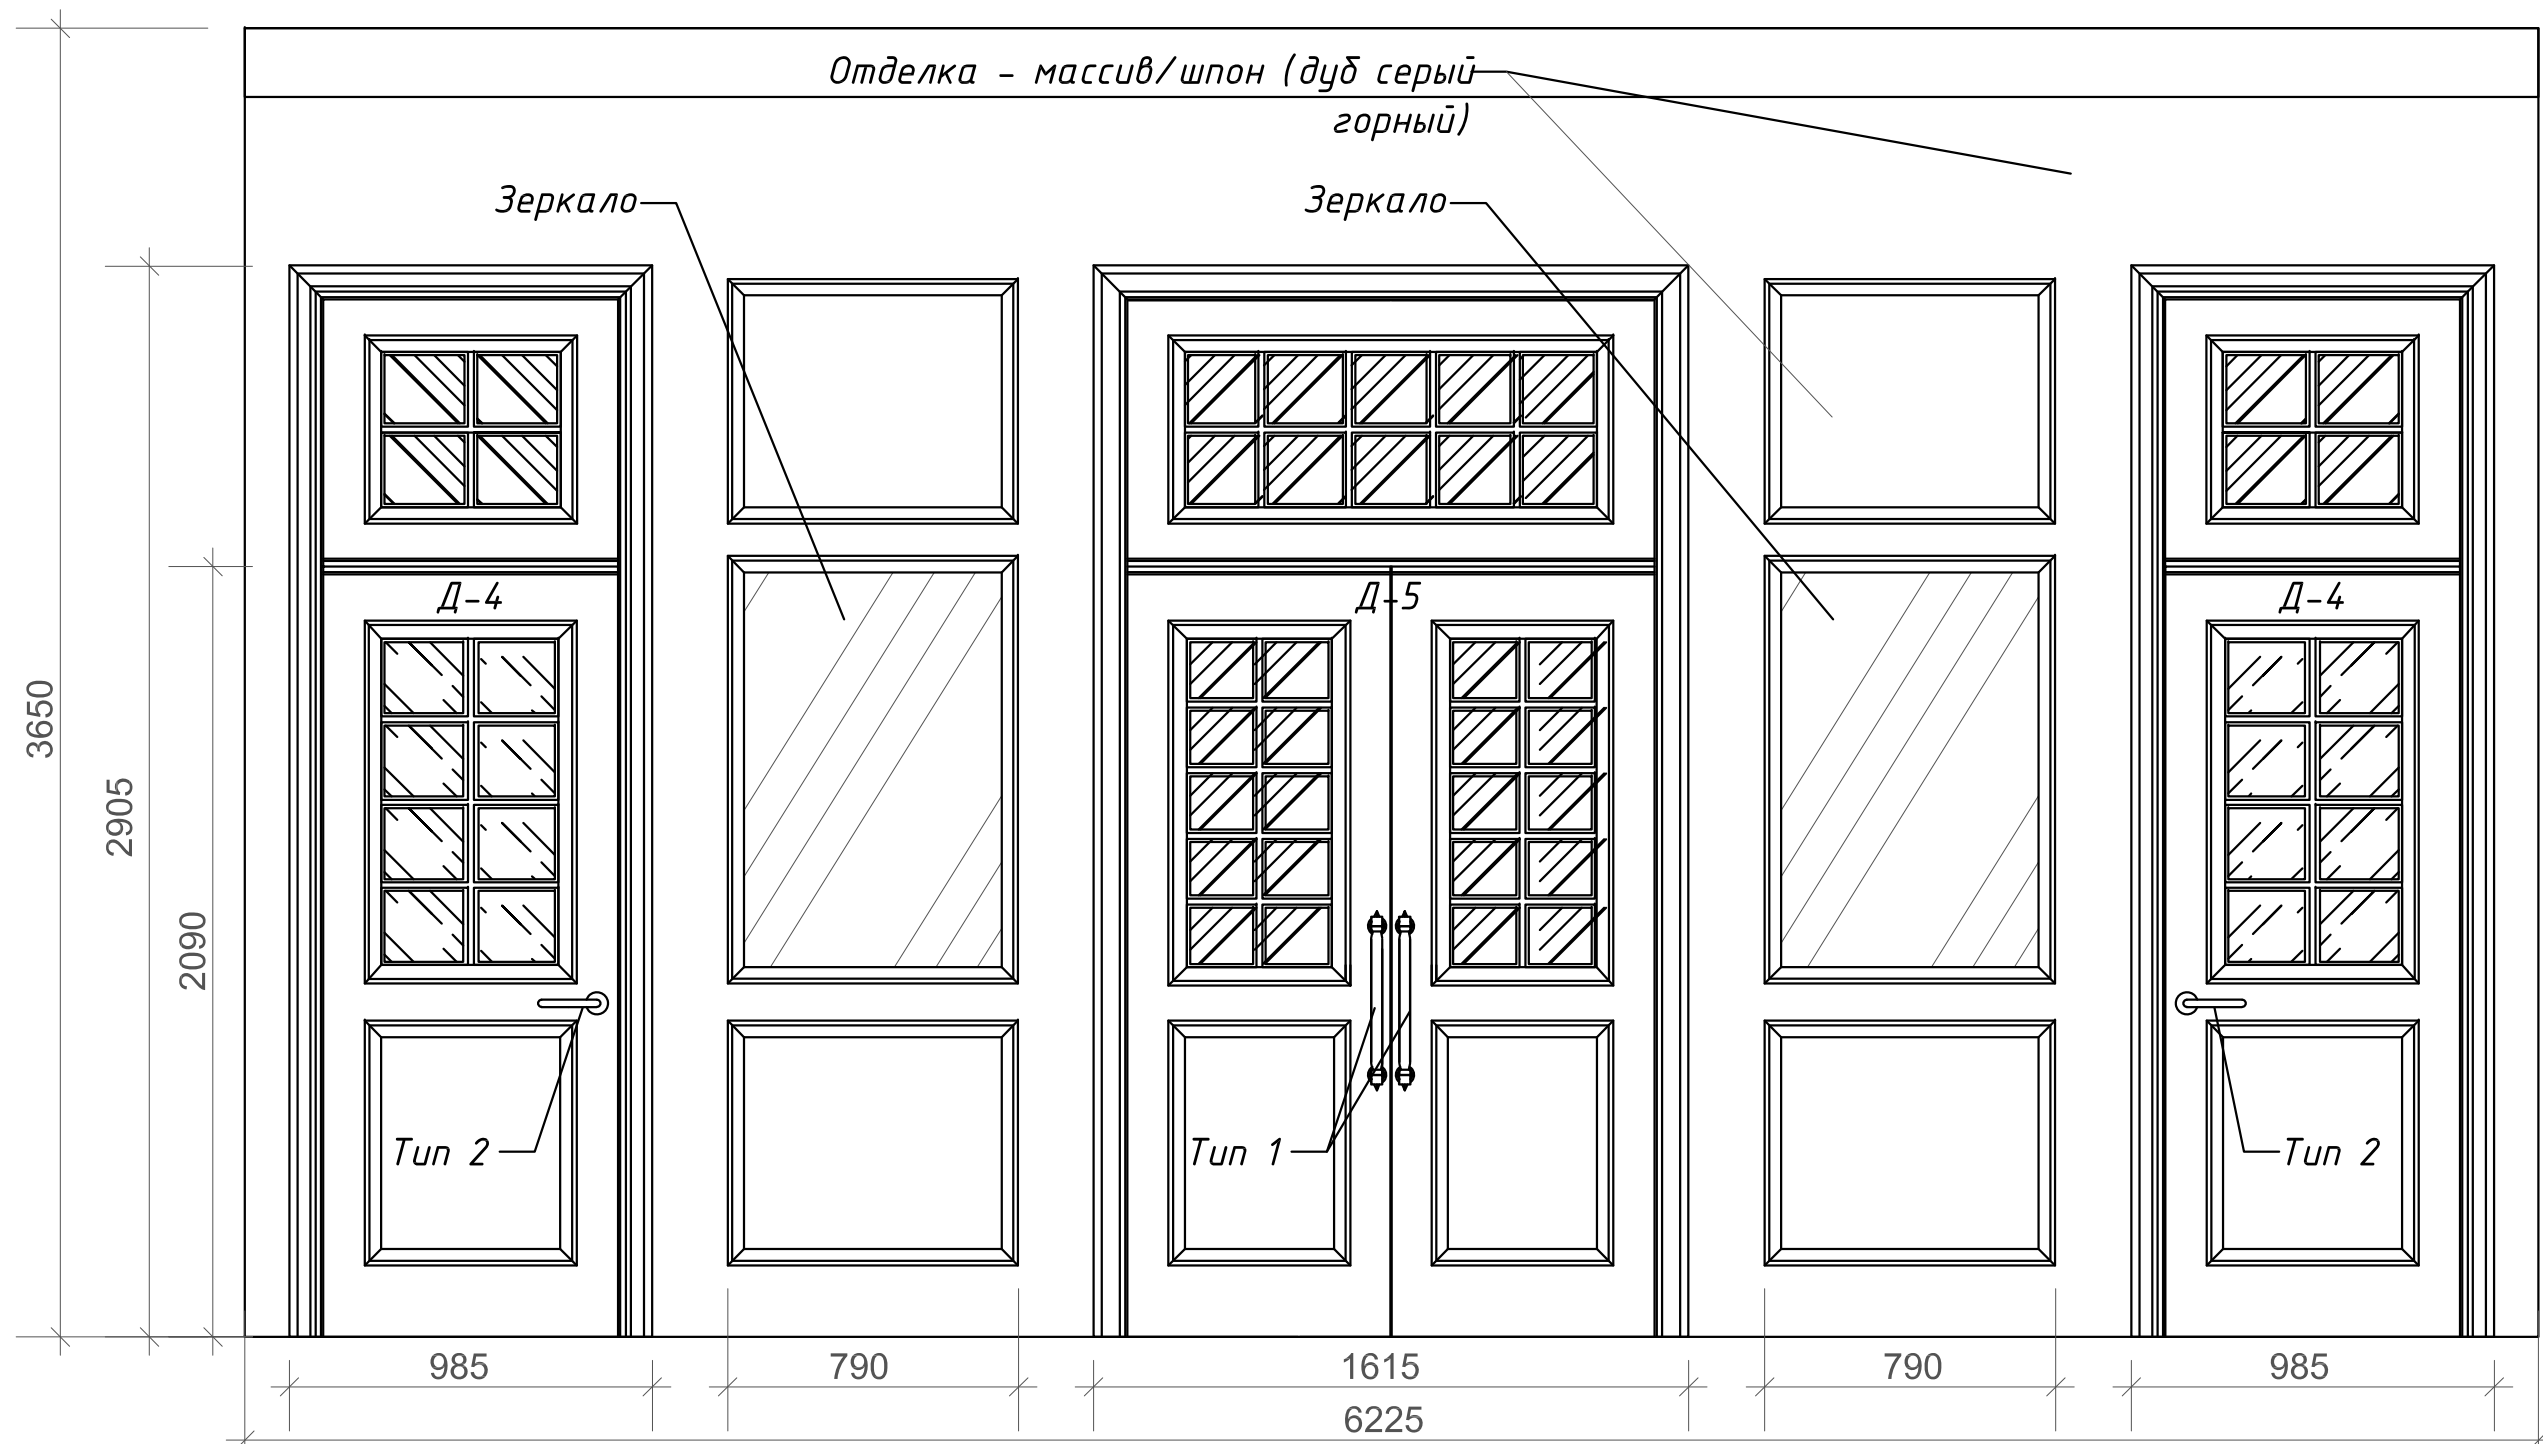 Отделка - массив/шпон (дуб серый
горный)
Зеркало
Зеркало
Д-4
Д-5
Д-4
3650
2905
2090
Тип 2
Тип 1
Тип 2
985
790
1615
790
985
6225